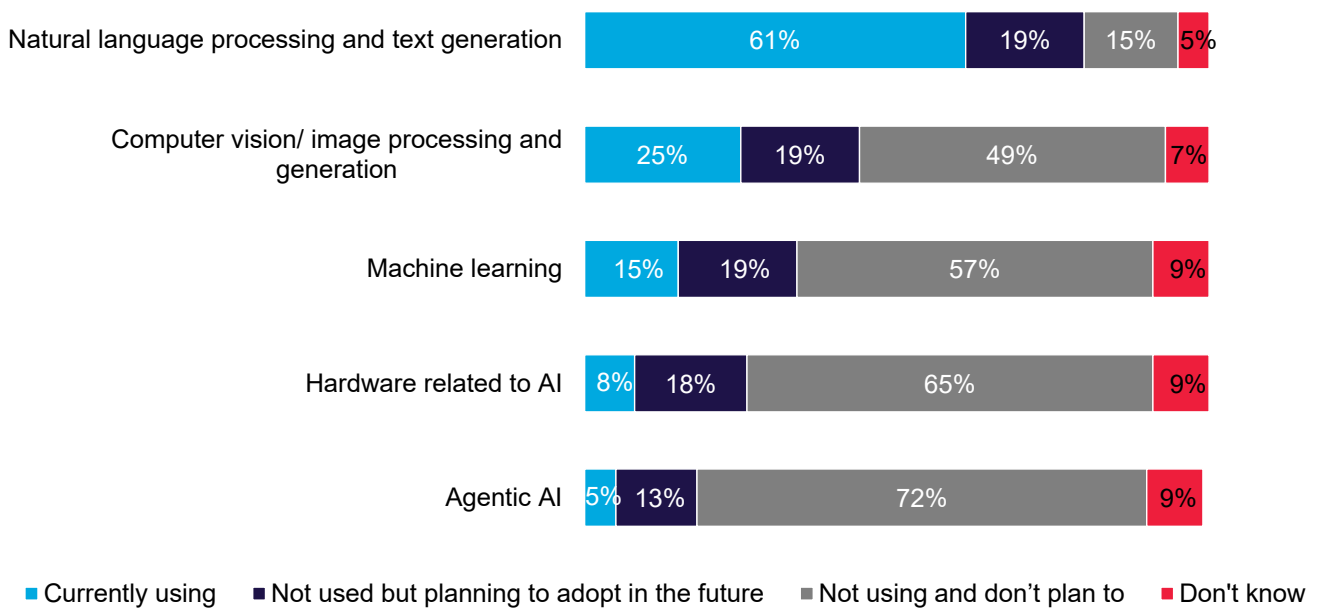 Natural language processing and text generation
61%
19%
15%
5%
Computer vision/ image processing and
generation
25%
19%
49%
7%
Machine learning
15%
19%
57%
9%
Hardware related to AI
8%
18%
65%
9%
Agentic AI
5%
13%
72%
9%
Currently using
Not used but planning to adopt in the future
Not using and don’t plan to
Don't know